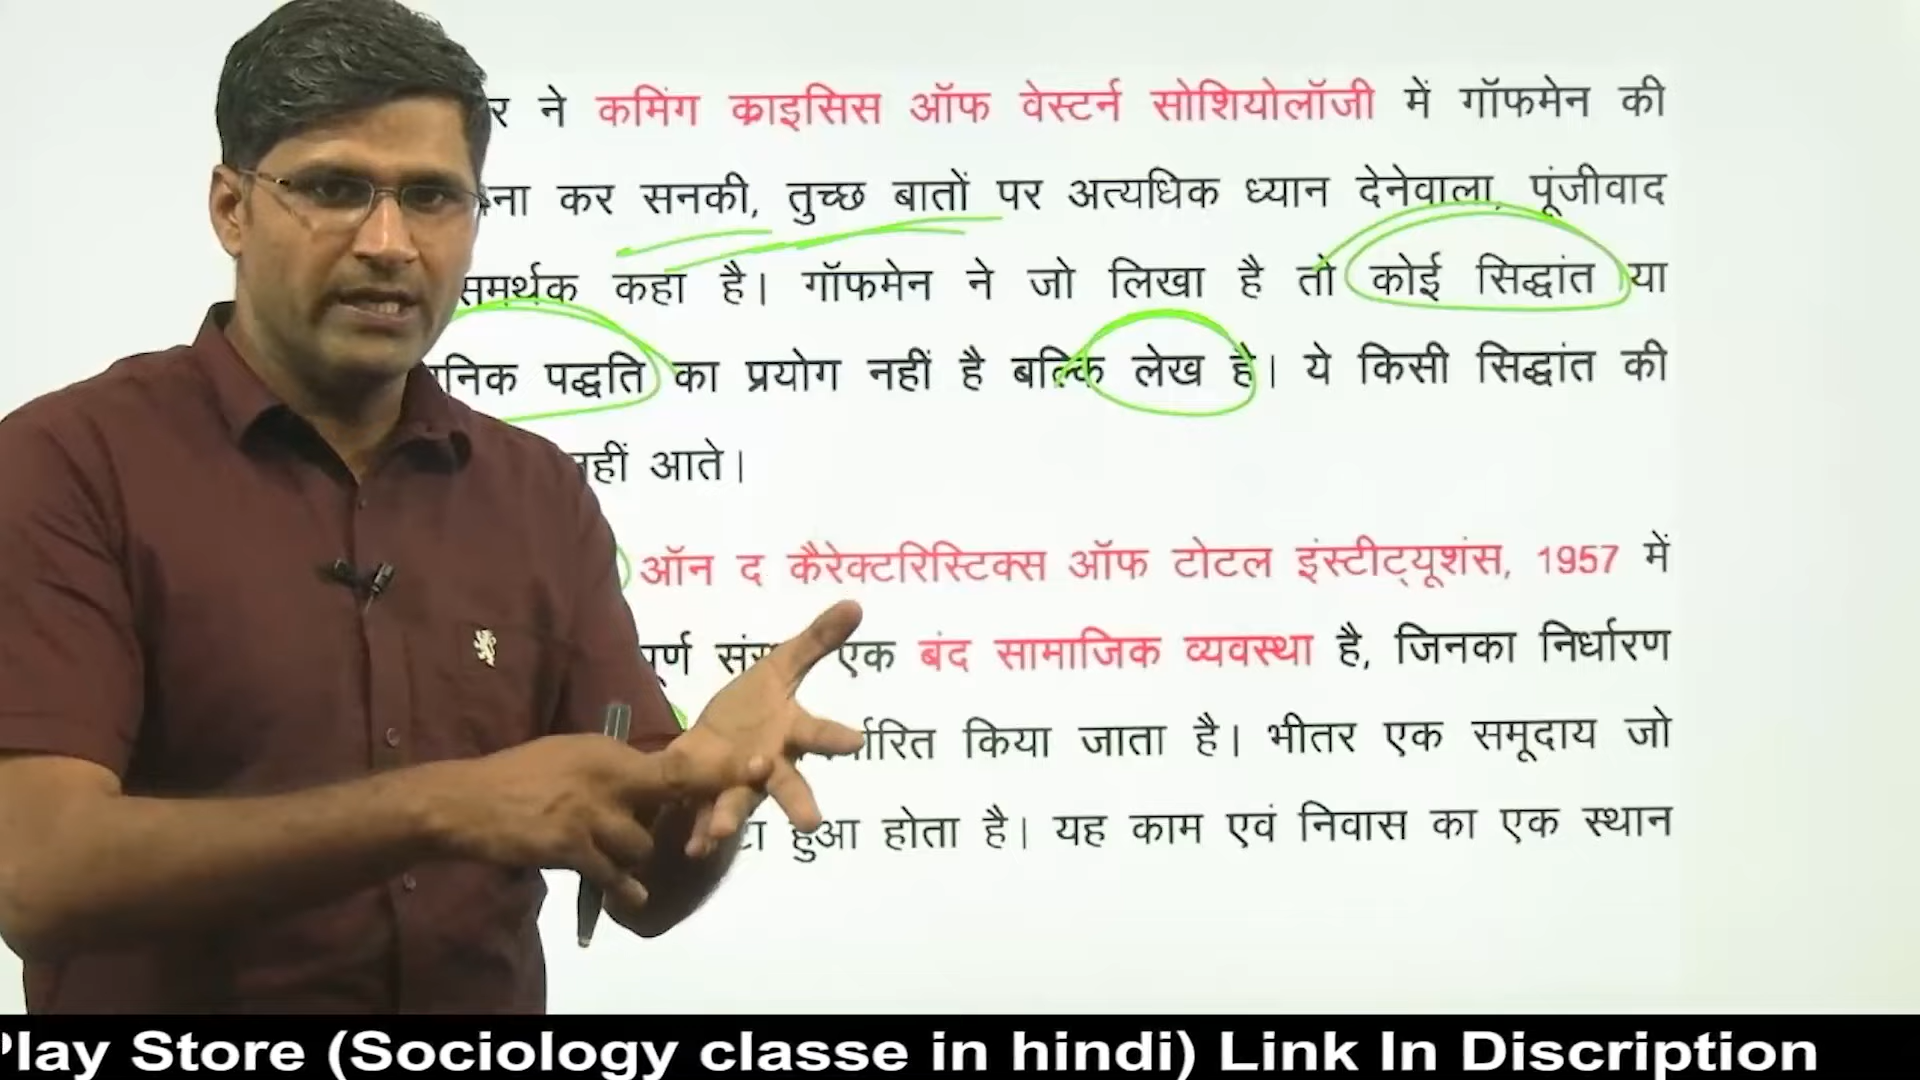 ने कमिंग क्राइसिस ऑफ वेस्टर्न सोशियोलॉजी में गॉफमेन की
कर सनकी, तुच्छ बातों पर अत्यधिक ध्यान देनेवाला, पूंजीवाद
समर्थक कहा है। गॉफमेन ने जो लिखा है तो कोई सिद्धांत या
पद्धति का प्रयोग नहीं है बल्कि लेख है। ये किसी सिद्धांत की
नहीं आते।
ऑन द कैरेक्टरिस्टिक्स ऑफ टोटल इंस्टीट्यूशंस, 1957 में
एक बंद सामाजिक व्यवस्था है, जिनका निर्धारण
किया जाता है। भीतर एक समूदाय जो
हुआ होता है। यह काम एवं निवास का एक स्थान
Play Store (Sociology classe in hindi) Link In Discription